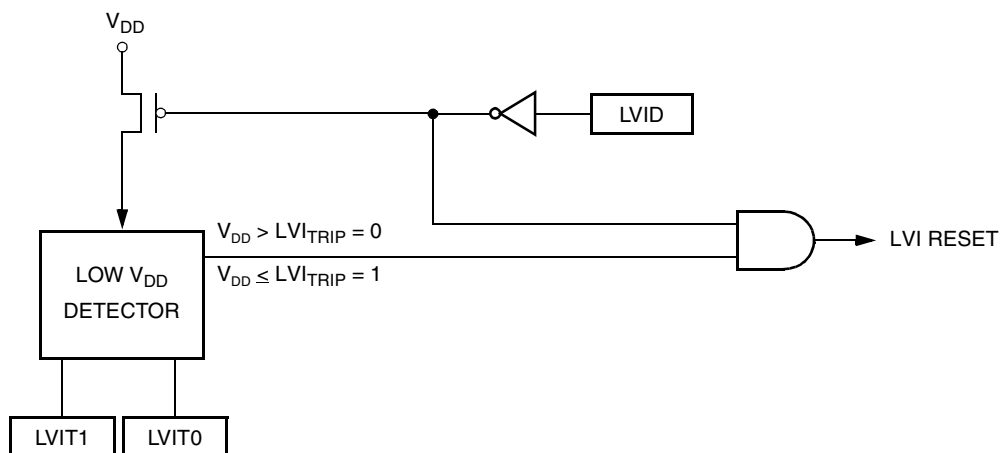 VDD
LVID
VDD > LVITRIP = 0
LOW VDD
DETECTOR
VDD ≤ LVITRIP = 1
LVI RESET
LVIT1
LVIT0